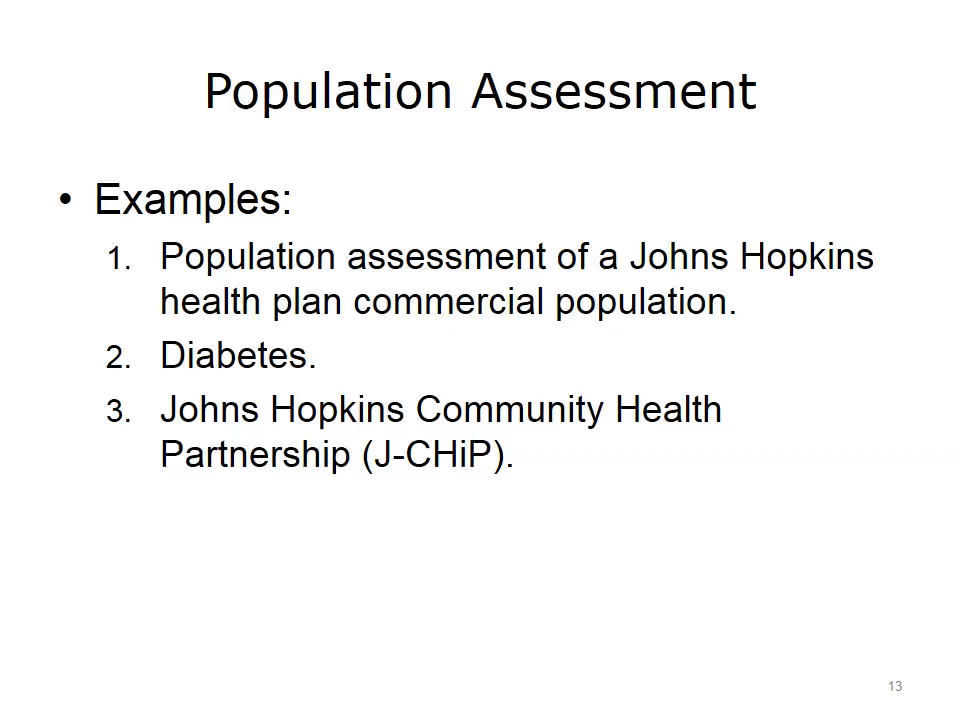 Population Assessment
• Examples:
1. Population assessment of a Johns Hopkins
health plan commercial population.
2. Diabetes.
3. Johns Hopkins Community Health
Partnership (J-CHiP).
13